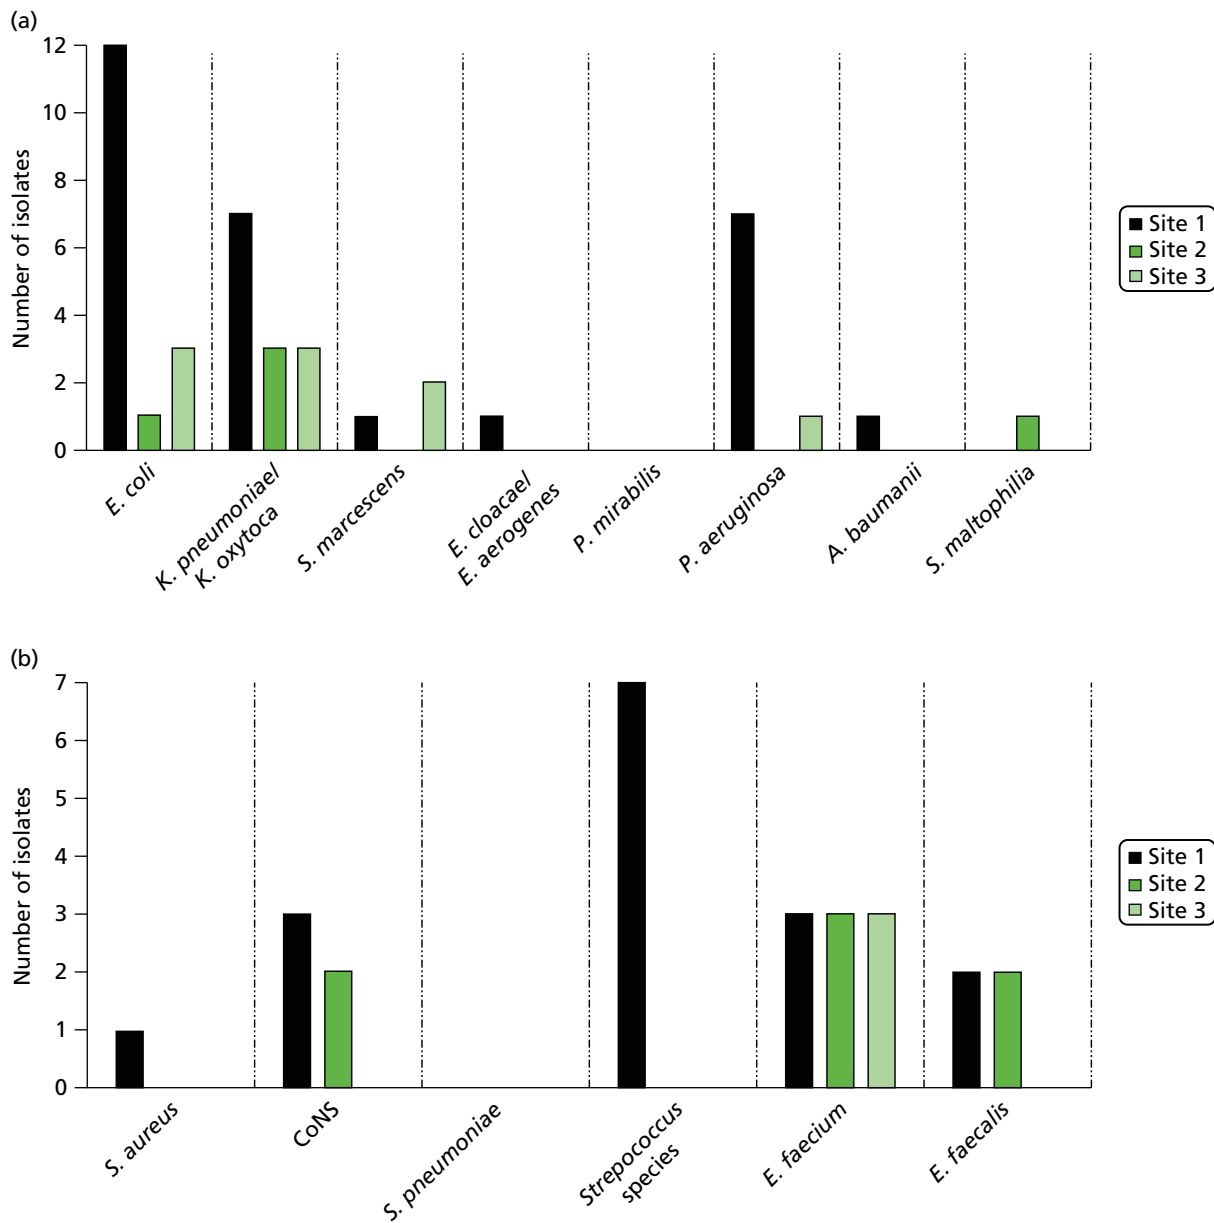 (a)
12
10
8
6
4
2
0
Number of isolates
E. coli
K. pneumoniae/
K. oxytoca
S. marcescens
E. cloacae/
E. aerogenes
P. mirabilis
P. aeruginosa
A. baumanii
S. maltophilia
Site 1
Site 2
Site 3
(b)
7
6
5
4
3
2
1
0
Number of isolates
S. aureus
CoNS
S. pneumoniae
Strepococcus
species
E. faecium
E. faecalis
Site 1
Site 2
Site 3